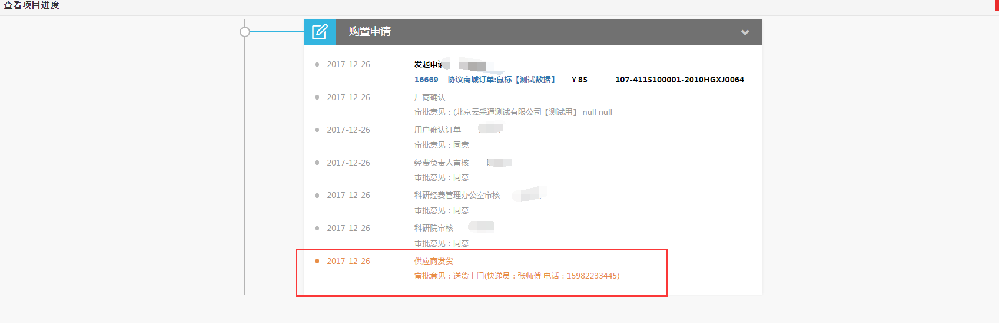 查看项目进度
购置申请
2017-12-26 发起申请
16669 协议商城订单:鼠标【测试数据】 ￥85 107-4115100001-2010HGXJ0064
2017-12-26 厂商确认
审批意见：(北京云采通测试有限公司【测试用】 null null
2017-12-26 用户确认订单
审批意见：同意
2017-12-26 经费负责人审核
审批意见：同意
2017-12-26 科研经费管理办公室审核
审批意见：同意
2017-12-26 科研院审核
审批意见：同意
2017-12-26 供应商发货
审批意见：送货上门(快递员：张师傅 电话：15982233445)